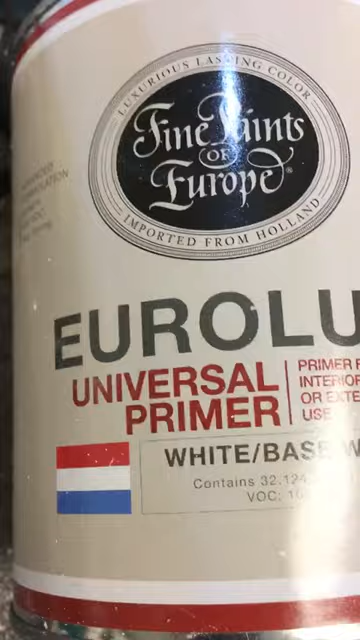 LUXURIOUS LASTING COLOR
Fine Paints
OF
Europe®
IMPORTED FROM HOLLAND
EUROLU
UNIVERSAL
PRIMER
PRIMER F
INTERIOR
OR EXTE
USE
WHITE/BASE W
Contains 32.124
VOC: